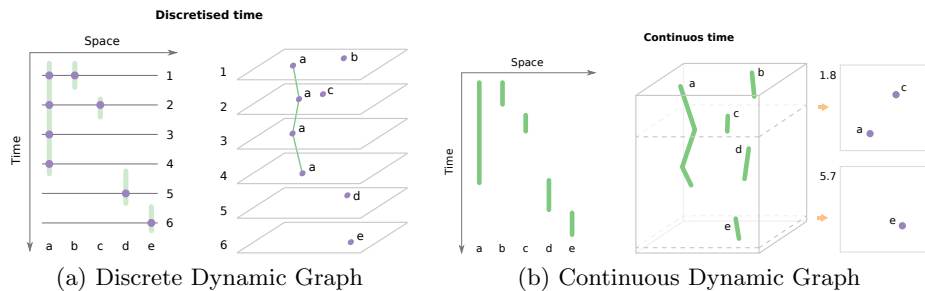 Discretised time
Space
Time
1
2
3
4
5
6
a b c d e
1
2
3
4
5
6
a
b
a
c
a
a
d
e
(a) Discrete Dynamic Graph
Continuos time
Space
Time
a b c d e
a
b
c
d
e
1.8
c
a
5.7
e
(b) Continuous Dynamic Graph